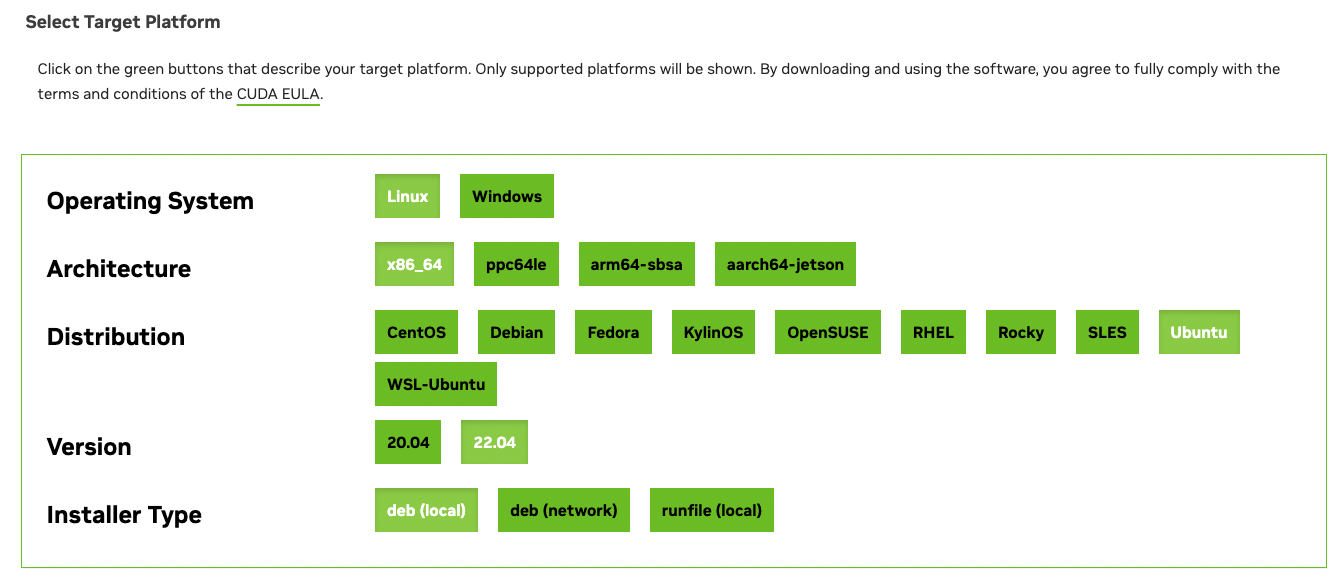 Select Target Platform
Click on the green buttons that describe your target platform. Only supported platforms will be shown. By downloading and using the software, you agree to fully comply with the
terms and conditions of the CUDA EULA.
Operating System Linux Windows
Architecture x86_64 ppc64le arm64-sbsa aarch64-jetson
Distribution CentOS Debian Fedora KylinOS OpenSUSE RHEL Rocky SLES Ubuntu
WSL-Ubuntu
Version 20.04 22.04
Installer Type deb (local) deb (network) runfile (local)